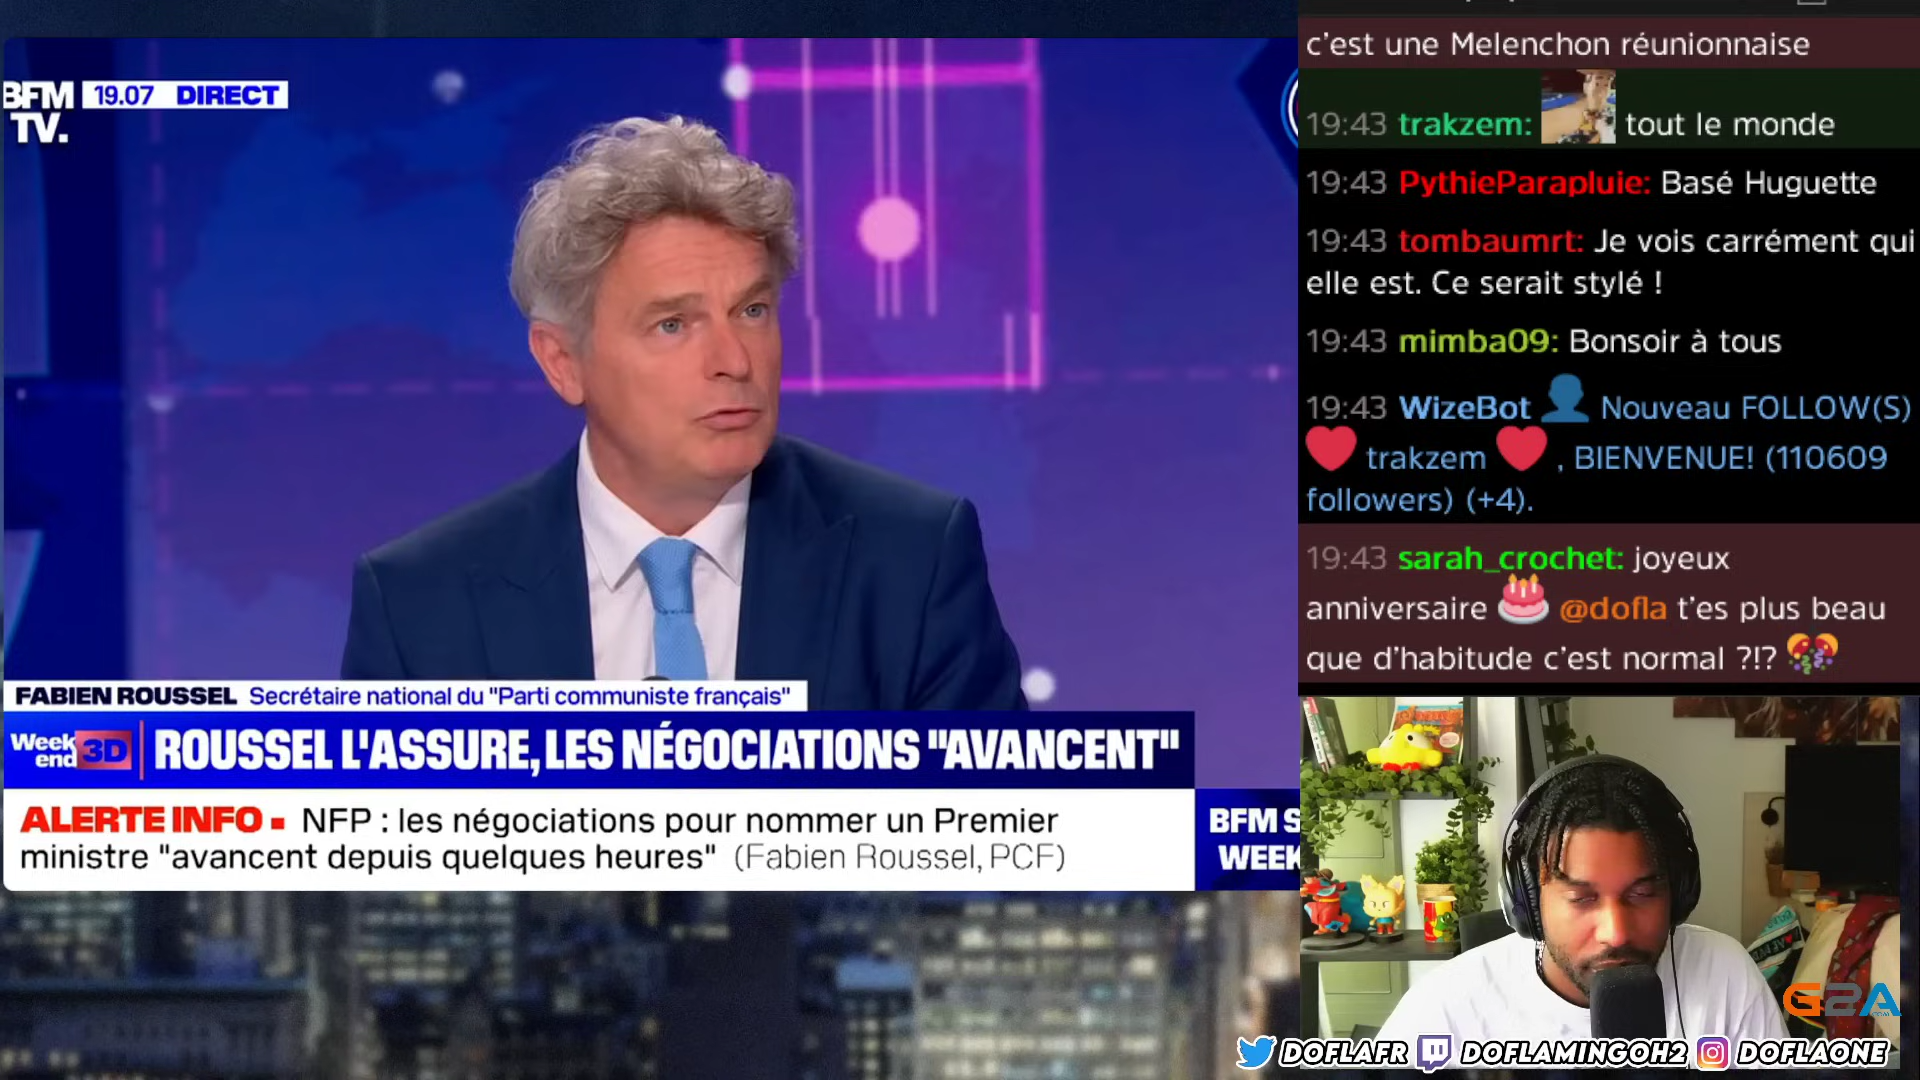 BFM
TV.
19.07 DIRECT
FABIEN ROUSSEL Secrétaire national du "Parti communiste français"
Week end 3D
ROUSSEL L'ASSURE, LES NÉGOCIATIONS "AVANCENT"
ALERTE INFO ▪ NFP : les négociations pour nommer un Premier
ministre "avancent depuis quelques heures" (Fabien Roussel, PCF)
BFM S
WEEK
c'est une Melenchon réunionnaise
19:43 trakzem: tout le monde
19:43 PythieParapluie: Basé Huguette
19:43 tombaumrt: Je vois carrément qui
elle est. Ce serait stylé !
19:43 mimba09: Bonsoir à tous
19:43 WizeBot 👤 Nouveau FOLLOW(S)
❤️ trakzem ❤️ , BIENVENUE! (110609
followers) (+4).
19:43 sarah_crochet: joyeux
anniversaire 🎂 @dofla t'es plus beau
que d'habitude c'est normal ?!? 🎊
G2A
.COM
DOFLAFR DOFLAMINGOH2 DOFLAONE